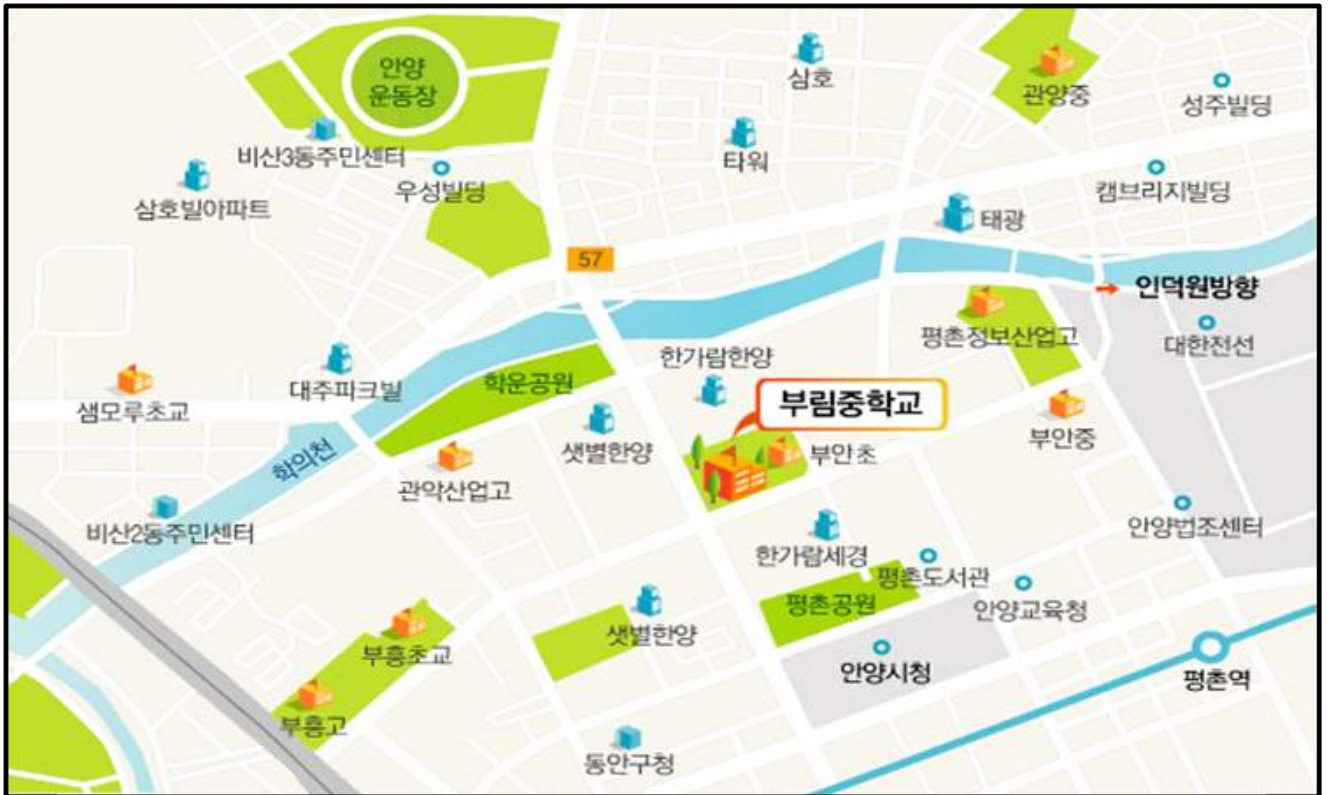 안양
운동장
삼호
관양중
성주빌딩
비산3동주민센터
타워
우성빌딩
캠브리지빌딩
삼호빌아파트
태광
57
인덕원방향
평촌정보산업고
대한전선
한가람한양
대주파크빌
학운공원
부림중학교
샘모루초교
샛별한양
부안초
부안중
학의천
관악산업고
비산2동주민센터
안양법조센터
한가람세경
평촌도서관
평촌공원
안양교육청
샛별한양
부흥초교
안양시청
평촌역
부흥고
동안구청